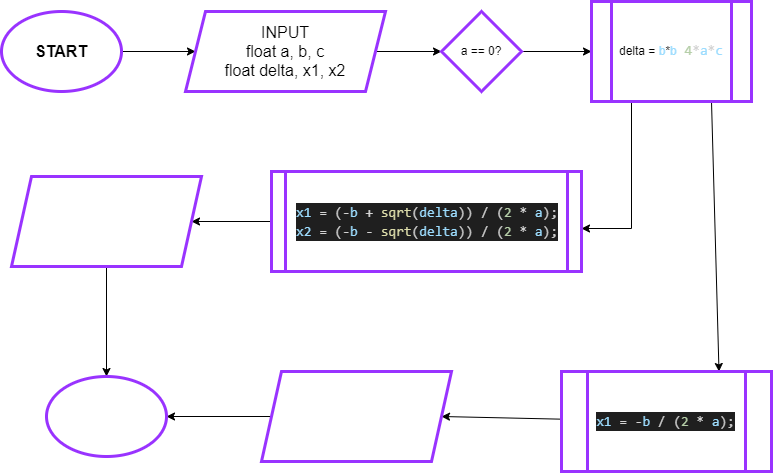 START
INPUT
float a, b, c
float delta, x1, x2
a == 0?
delta = b*b 4*a*c
x1 = (-b + sqrt(delta)) / (2 * a);
x2 = (-b - sqrt(delta)) / (2 * a);
x1 = -b / (2 * a);